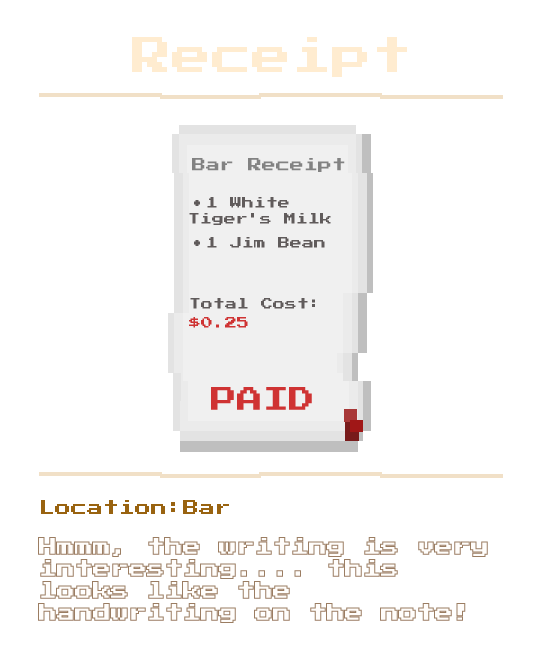 Receipt
Bar Receipt
•1 White
Tiger's Milk
•1 Jim Bean
Total Cost:
$0.25
PAID
Location:Bar
Hmmm, the writing is very
interesting.... this
looks like the
handwriting on the note!